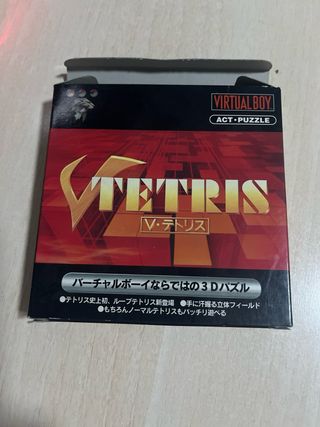 VIRTUAL BOY
ACT・PUZZLE
V TETRIS
V・テトリス
バーチャルボーイならではの3Dパズル
●テトリス史上初、ループテトリス新登場 ●手に汗握る立体フィールド
●もちろんノーマルテトリスもバッチリ遊べる